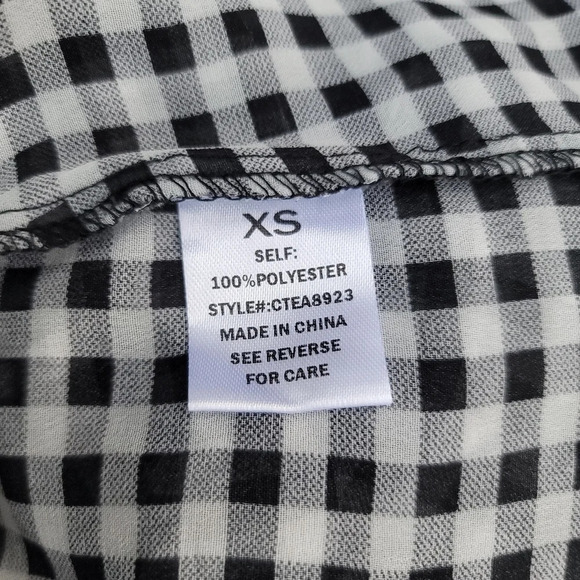 XS
SELF:
100%POLYESTER
STYLE#:CTEA8923
MADE IN CHINA
SEE REVERSE
FOR CARE